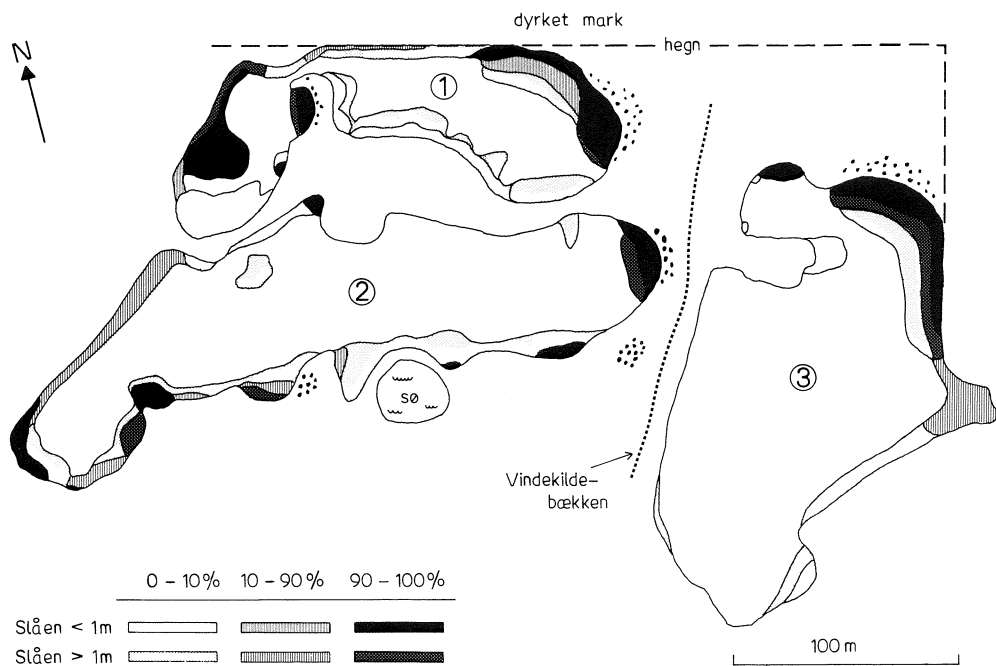 dyrket mark
hegn
N
1
2
3
sø
Vindekilde-
bækken
0 – 10% 10 – 90% 90 – 100%
Slåen < 1m
Slåen > 1m
100 m